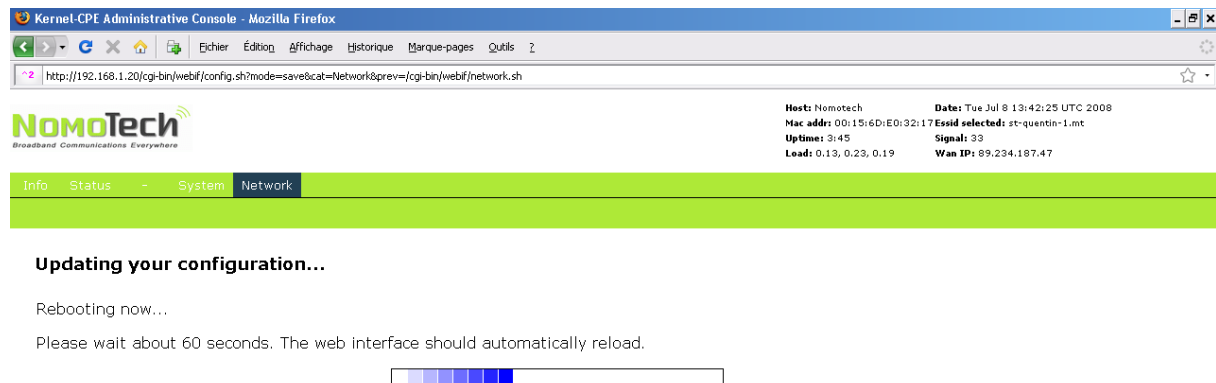 Kernel-CPE Administrative Console - Mozilla Firefox
Fichier Édition Affichage Historique Marque-pages Outils ?
^2 http://192.168.1.20/cgi-bin/webif/config.sh?mode=save&cat=Network&prev=/cgi-bin/webif/network.sh
NomoTech
Broadband Communications Everywhere
Host: Nomotech Date: Tue Jul 8 13:42:25 UTC 2008
Mac addr: 00:15:6D:E0:32:17 Essid selected: st-quentin-1.mt
Uptime: 3:45 Signal: 33
Load: 0.13, 0.23, 0.19 Wan IP: 89.234.187.47
Info Status - System Network
Updating your configuration...
Rebooting now...
Please wait about 60 seconds. The web interface should automatically reload.